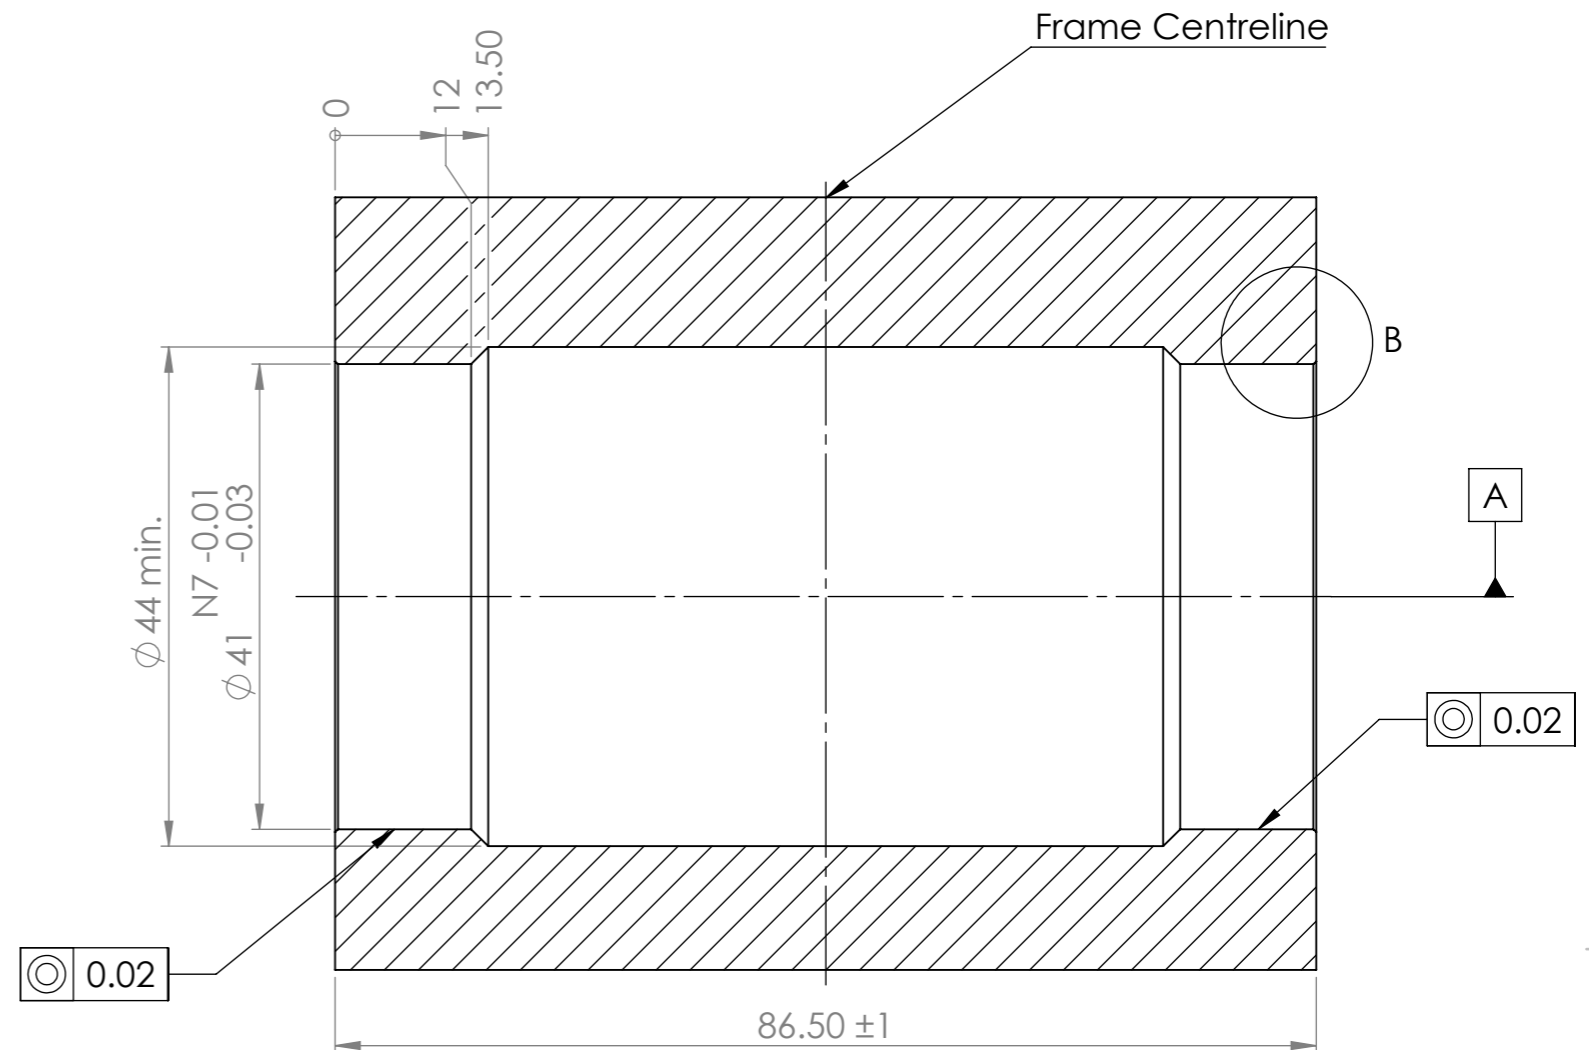 Frame Centreline
0
12
13.50
B
A
⌀44 min.
N7 -0.01
-0.03
⌀41
◎ 0.02
◎ 0.02
86.50 ±1